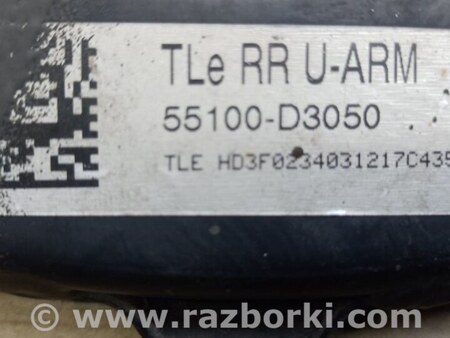 TLe RR U-ARM
55100-D3050
TLE HD3F0234031217C435
www.razborki.com